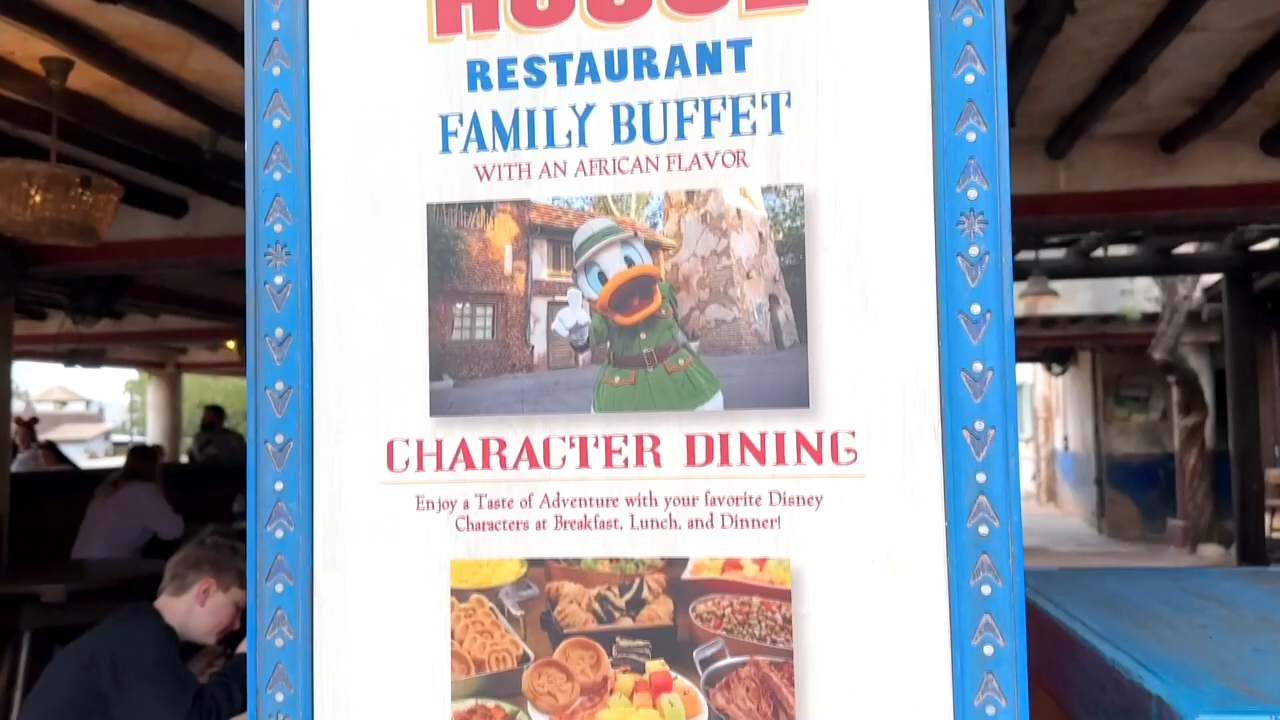 HOUSE
RESTAURANT
FAMILY BUFFET
WITH AN AFRICAN FLAVOR
CHARACTER DINING
Enjoy a Taste of Adventure with your favorite Disney
Characters at Breakfast, Lunch, and Dinner!